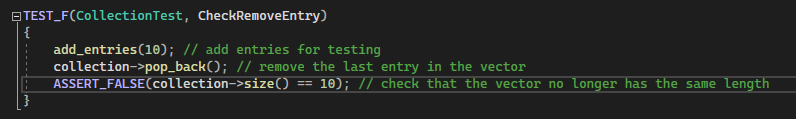 TEST_F(CollectionTest, CheckRemoveEntry)
{
    add_entries(10); // add entries for testing
    collection->pop_back(); // remove the last entry in the vector
    ASSERT_FALSE(collection->size() == 10); // check that the vector no longer has the same length
}